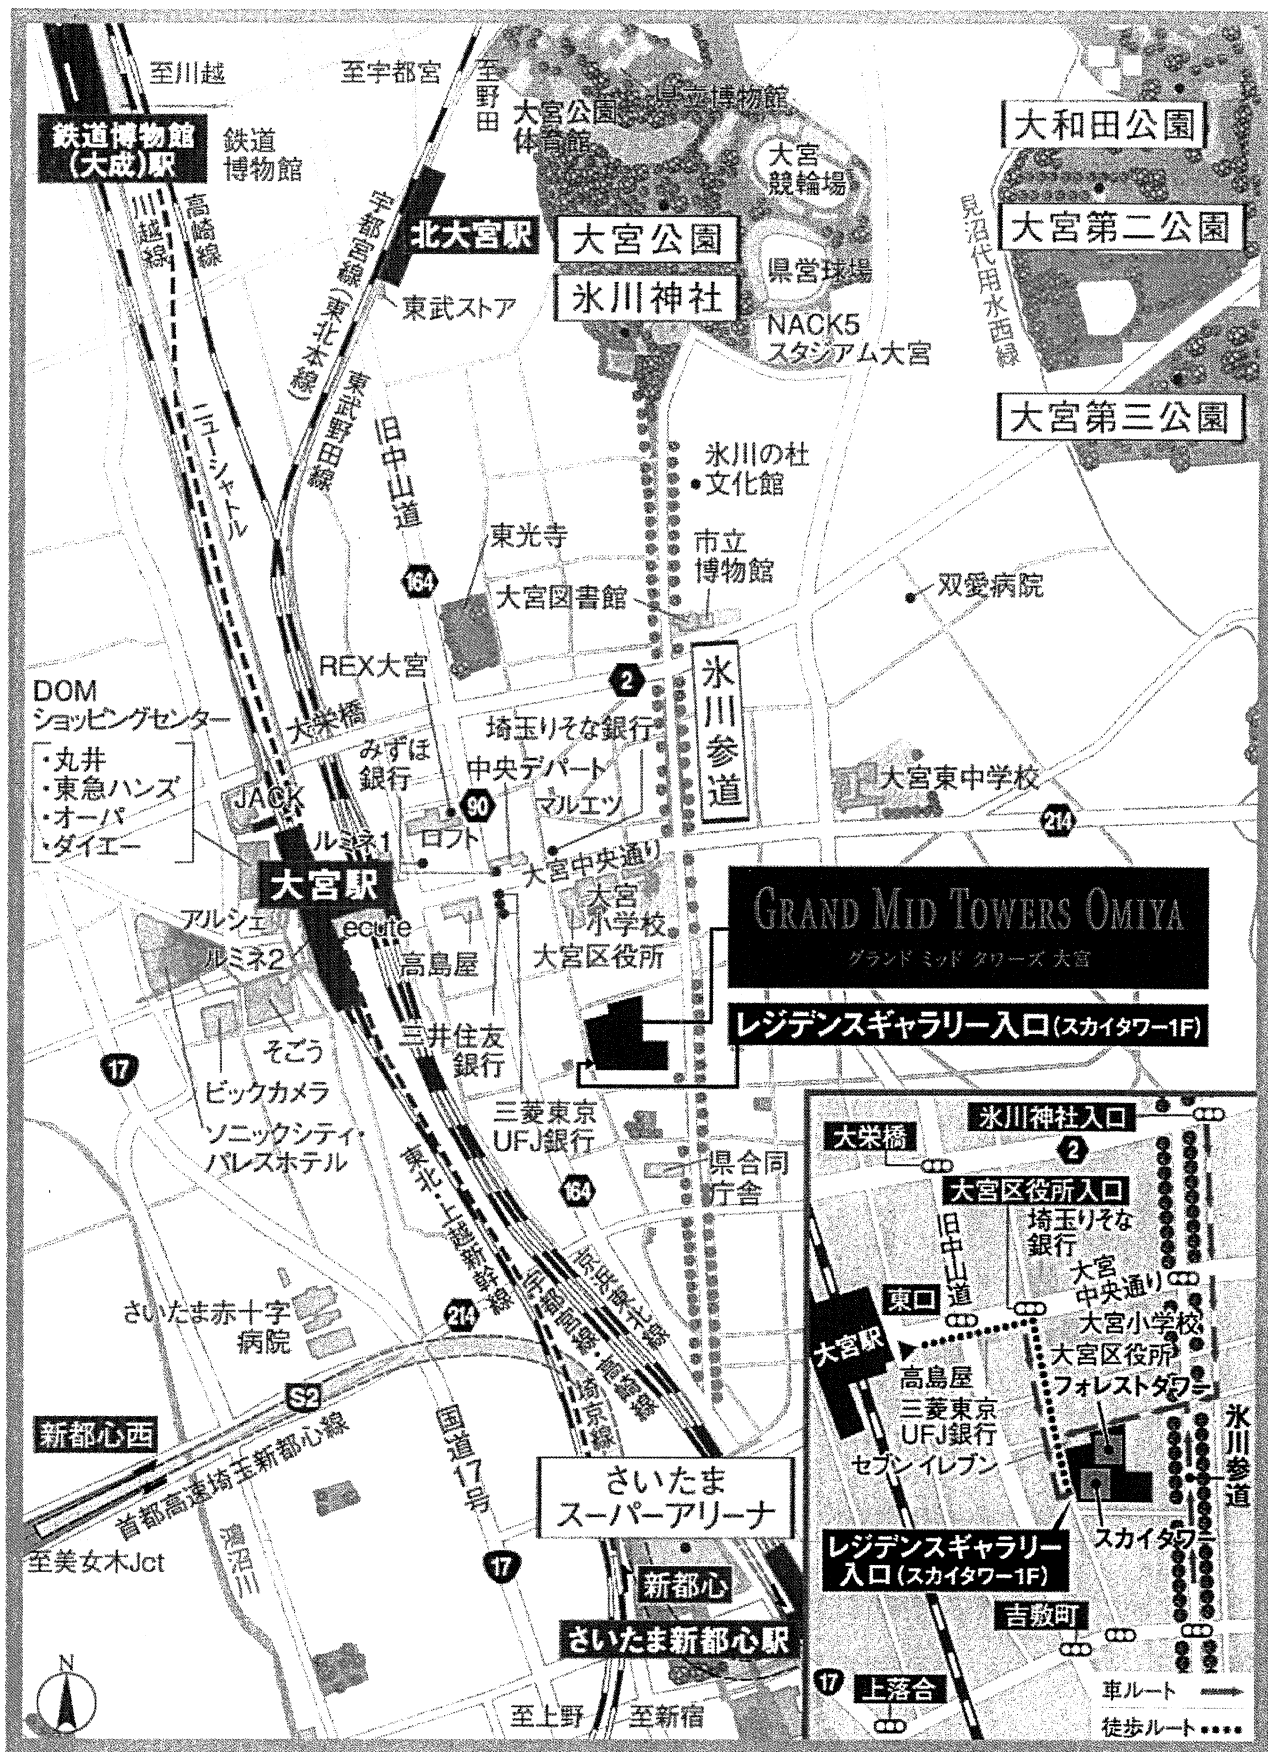 至川越
至宇都宮
至野田
大宮公園
体育館
県立博物館
大和田公園
鉄道博物館
(大成)駅
鉄道
博物館
大宮
競輪場
川越線
高崎線
宇都宮線(東北本線)
北大宮駅
大宮公園
見沼代用水西縁
大宮第二公園
県営球場
氷川神社
東武ストア
NACK5
スタジアム大宮
東武野田線
大宮第三公園
ニューシャトル
旧中山道
氷川の杜
文化館
東光寺
市立
博物館
164
大宮図書館
双愛病院
REX大宮
2
氷川参道
DOM
ショッピングセンター
・丸井
・東急ハンズ
・オーパ
・ダイエー
大栄橋
みずほ
銀行
埼玉りそな銀行
中央デパート
大宮東中学校
JACK
90
マルエツ
214
ルミネ1
ロフト
大宮中央通り
大宮駅
GRAND MID TOWERS OMIYA
グランド ミッド タワーズ 大宮
アルシェ
ecute
大宮
小学校
ルミネ2
高島屋
大宮区役所
レジデンスギャラリー入口(スカイタワー1F)
そごう
三井住友
銀行
17
ビックカメラ
三菱東京
UFJ銀行
ソニックシティ・
パレスホテル
東北・上越新幹線
県合同
庁舎
164
宇都宮線・高崎線
京浜東北線
さいたま赤十字
病院
214
埼京線
S2
新都心西
首都高速埼玉新都心線
国道17号
さいたま
スーパーアリーナ
鴻沼川
至美女木Jct
17
新都心
さいたま新都心駅
N
至上野
至新宿
氷川神社入口
大栄橋
2
大宮区役所入口
旧中山道
埼玉りそな
銀行
大宮
中央通り
東口
大宮駅
大宮小学校
大宮区役所
高島屋
フォレストタワー
三菱東京
UFJ銀行
氷川参道
セブンイレブン
スカイタワー
レジデンスギャラリー
入口(スカイタワー1F)
吉敷町
17
上落合
車ルート
徒歩ルート